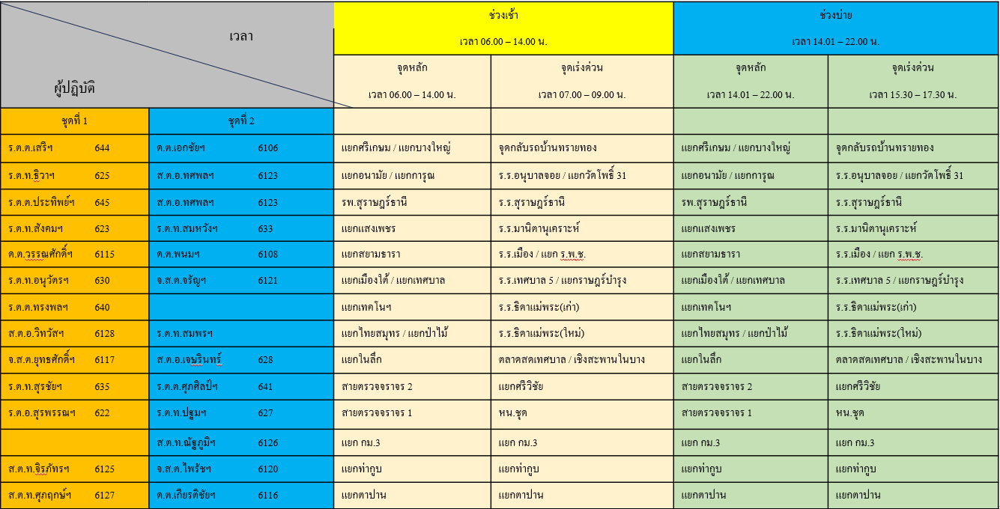 เวลา
ผู้ปฏิบัติ
ช่วงเช้า
เวลา 06.00 – 14.00 น.
ช่วงบ่าย
เวลา 14.01 – 22.00 น.
จุดหลัก
เวลา 06.00 – 14.00 น.
จุดเร่งด่วน
เวลา 07.00 – 09.00 น.
จุดหลัก
เวลา 14.01 – 22.00 น.
จุดเร่งด่วน
เวลา 15.30 – 17.30 น.
ชุดที่ 1 ชุดที่ 2
ร.ต.ต.เสรีฯ 644 ด.ต.เอกชัยฯ 6106 แยกศรีเกษม / แยกบางใหญ่ จุดกลับรถบ้านทรายทอง แยกศรีเกษม / แยกบางใหญ่ จุดกลับรถบ้านทรายทอง
ร.ต.ท.ธิวาฯ 625 ส.ต.อ.ทศพลฯ 6123 แยกอนามัย / แยกการุณ ร.ร.อนุบาลจอย / แยกวัดโพธิ์ 31 แยกอนามัย / แยกการุณ ร.ร.อนุบาลจอย / แยกวัดโพธิ์ 31
ร.ต.ต.ประทิพย์ฯ 645 ส.ต.อ.ทศพลฯ 6123 รพ.สุราษฎร์ธานี ร.ร.สุราษฎร์ธานี รพ.สุราษฎร์ธานี ร.ร.สุราษฎร์ธานี
ร.ต.ท.สังคมฯ 623 ร.ต.ท.สมหวังฯ 633 แยกแสงเพชร ร.ร.มานิตานุเคราะห์ แยกแสงเพชร ร.ร.มานิตานุเคราะห์
ด.ต.วรรณศักดิ์ฯ 6115 ด.ต.พนมฯ 6108 แยกสยามธารา ร.ร.เมือง / แยก ร.พ.ช. แยกสยามธารา ร.ร.เมือง / แยก ร.พ.ช.
ร.ต.ท.อนุวัตรฯ 630 จ.ส.ต.จรัญฯ 6121 แยกเมืองใต้ / แยกเทศบาล ร.ร.เทศบาล 5 / แยกราษฎร์บำรุง แยกเมืองใต้ / แยกเทศบาล ร.ร.เทศบาล 5 / แยกราษฎร์บำรุง
ร.ต.ต.ทรงพลฯ 640 แยกเทคโนฯ ร.ร.ธิดาแม่พระ(เก่า) แยกเทคโนฯ ร.ร.ธิดาแม่พระ(เก่า)
ส.ต.อ.วิทวัสฯ 6128 ร.ต.ท.สมพรฯ แยกไทยสมุทร / แยกป่าไม้ ร.ร.ธิดาแม่พระ(ใหม่) แยกไทยสมุทร / แยกป่าไม้ ร.ร.ธิดาแม่พระ(ใหม่)
จ.ส.ต.ยุทธศักดิ์ฯ 6117 ส.ต.อ.เจษรินทร์ 628 แยกในลึก ตลาดสดเทศบาล / เชิงสะพานในบาง แยกในลึก ตลาดสดเทศบาล / เชิงสะพานในบาง
ร.ต.ท.สุรชัยฯ 635 ร.ต.ต.ศุภศิลป์ฯ 641 สายตรวจจราจร 2 แยกศรีวิชัย สายตรวจจราจร 2 แยกศรีวิชัย
ร.ต.อ.สุรพรรณฯ 622 ร.ต.ท.ปฐมฯ 627 สายตรวจจราจร 1 หน.ชุด สายตรวจจราจร 1 หน.ชุด
ส.ต.ท.ณัฐภูมิฯ 6126 แยก กม.3 แยก กม.3 แยก กม.3 แยก กม.3
ส.ต.ท.จิรภัทรฯ 6125 จ.ส.ต.ไพรัชฯ 6120 แยกท่ากูบ แยกท่ากูบ แยกท่ากูบ แยกท่ากูบ
ส.ต.ท.ศุภฤกษ์ฯ 6127 ด.ต.เกียรติชัยฯ 6116 แยกตาปาน แยกตาปาน แยกตาปาน แยกตาปาน